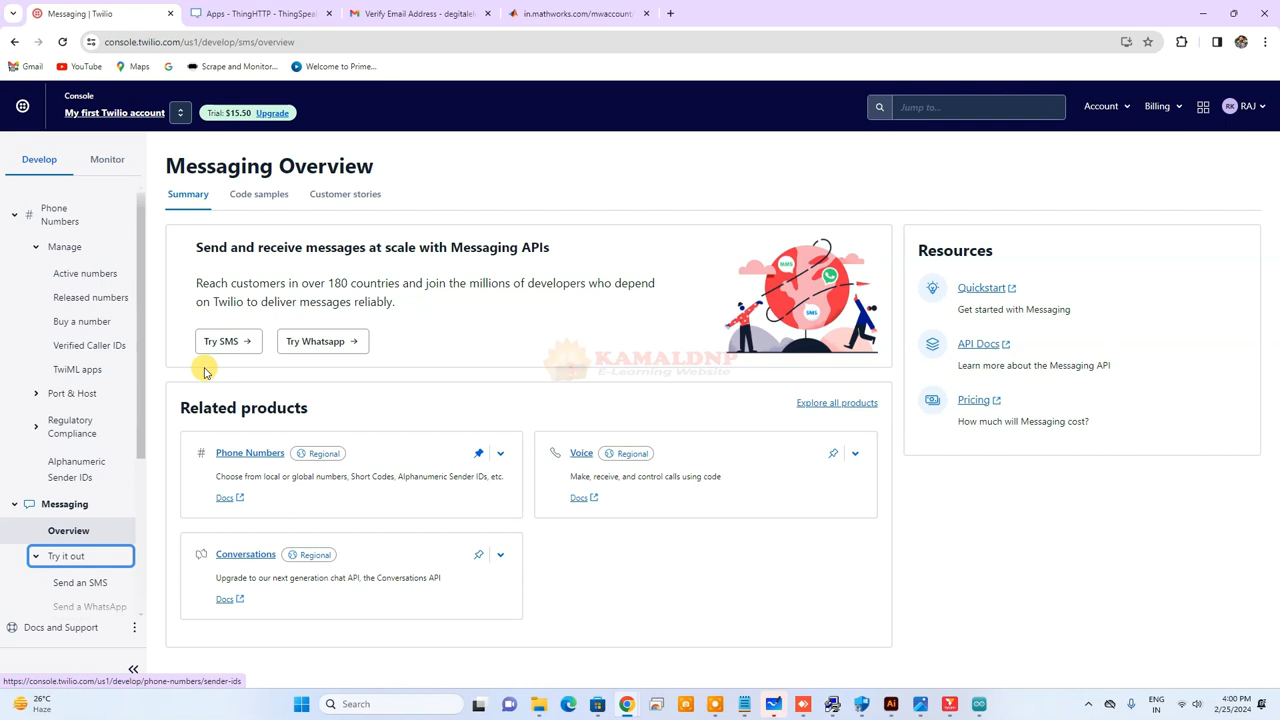 Messaging | Twilio
Apps - ThingHTTP - ThingSpeak
Verify Email Address - degitalel
in.mathworks.com/mwaccount/
console.twilio.com/us1/develop/sms/overview
Gmail
YouTube
Maps
Scrape and Monitor...
Welcome to Prime...
Console
My first Twilio account
Trial: $15.50 Upgrade
Jump to...
Account
Billing
RK
RAJ
Develop
Monitor
# Phone
Numbers
Manage
Active numbers
Released numbers
Buy a number
Verified Caller IDs
TwiML apps
Port & Host
Regulatory
Compliance
Alphanumeric
Sender IDs
Messaging
Overview
Try it out
Send an SMS
Send a WhatsApp
Docs and Support
Messaging Overview
Summary
Code samples
Customer stories
Send and receive messages at scale with Messaging APIs
Reach customers in over 180 countries and join the millions of developers who depend
on Twilio to deliver messages reliably.
Try SMS →
Try Whatsapp →
MMS
SMS
KAMALDNP
E-Learning Website
Related products
Explore all products
# Phone Numbers
Regional
Choose from local or global numbers, Short Codes, Alphanumeric Sender IDs, etc.
Docs
Voice
Regional
Make, receive, and control calls using code
Docs
Conversations
Regional
Upgrade to our next generation chat API, the Conversations API
Docs
Resources
Quickstart
Get started with Messaging
API Docs
Learn more about the Messaging API
Pricing
How much will Messaging cost?
https://console.twilio.com/us1/develop/phone-numbers/sender-ids
26°C
Haze
Search
ENG
IN
4:00 PM
2/25/2024